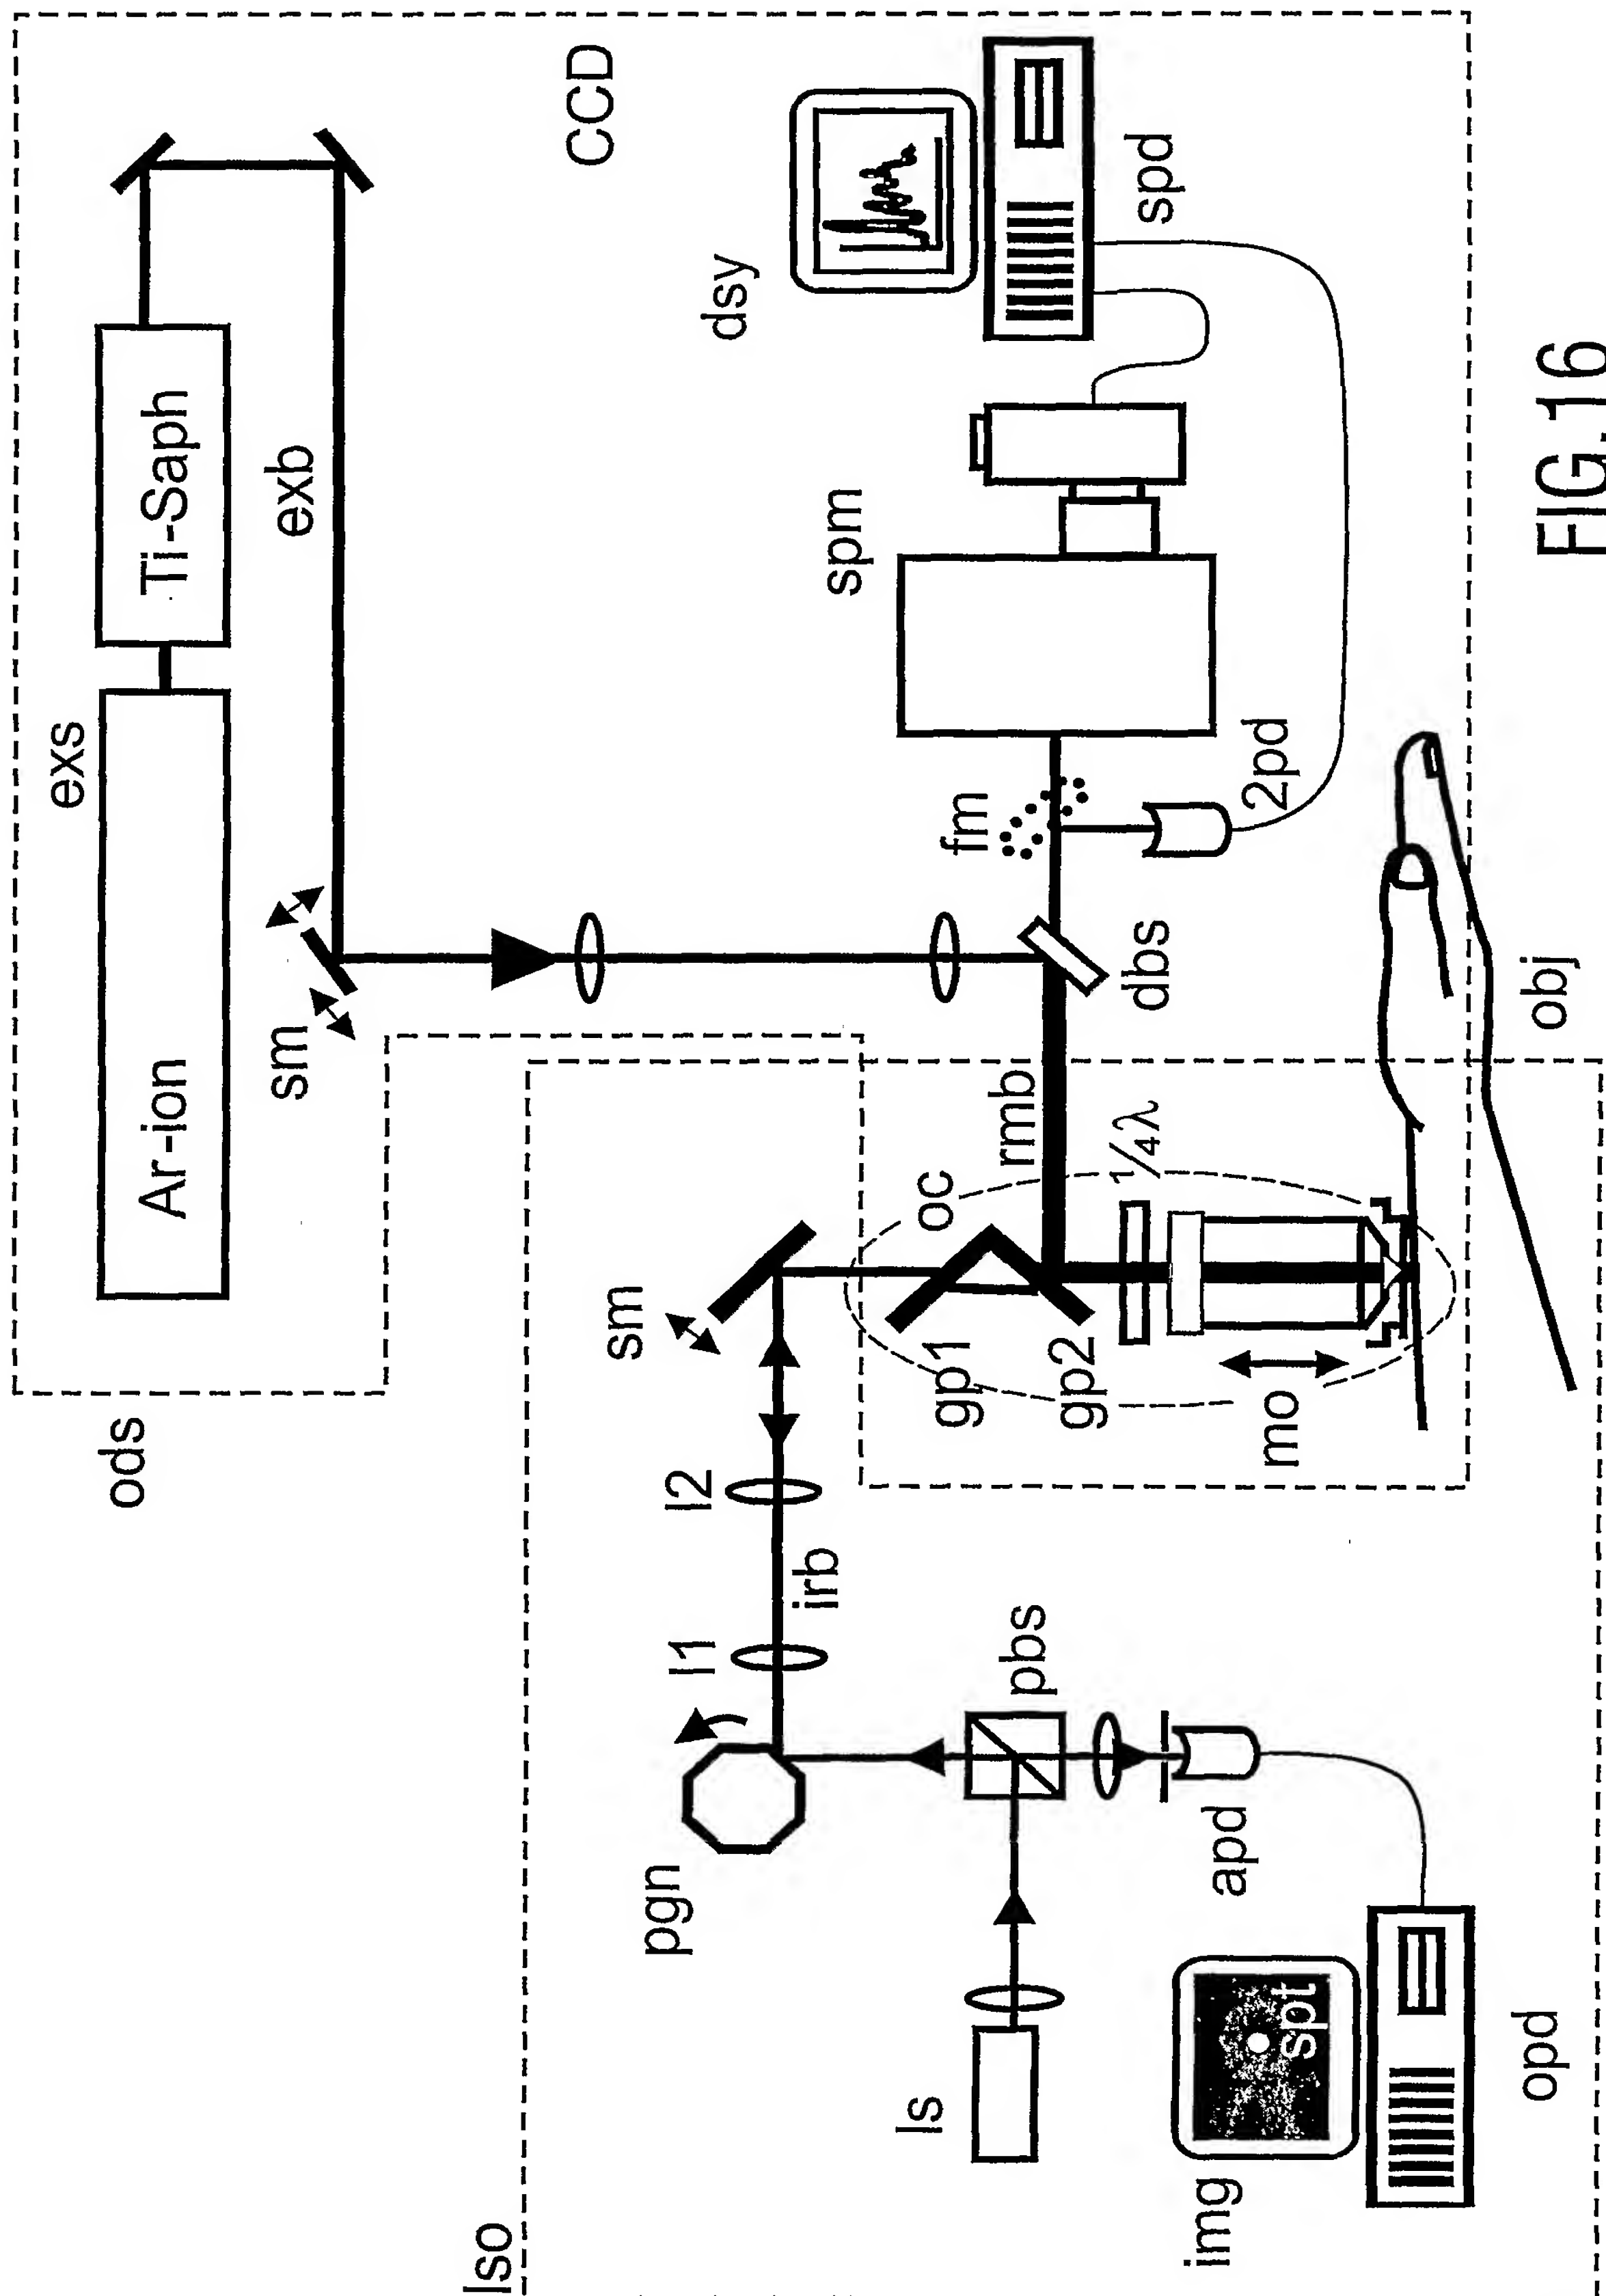 exs
ods
Ar-ion
Ti-Saph
sm
exb
lso
CCD
sm
pgn
l1
l2
dsy
irb
spm
ls
oc
gp1
fm
rmb
pbs
gp2
¼λ
dbs
spd
img
apd
2pd
mo
spt
opd
obj
FIG.16